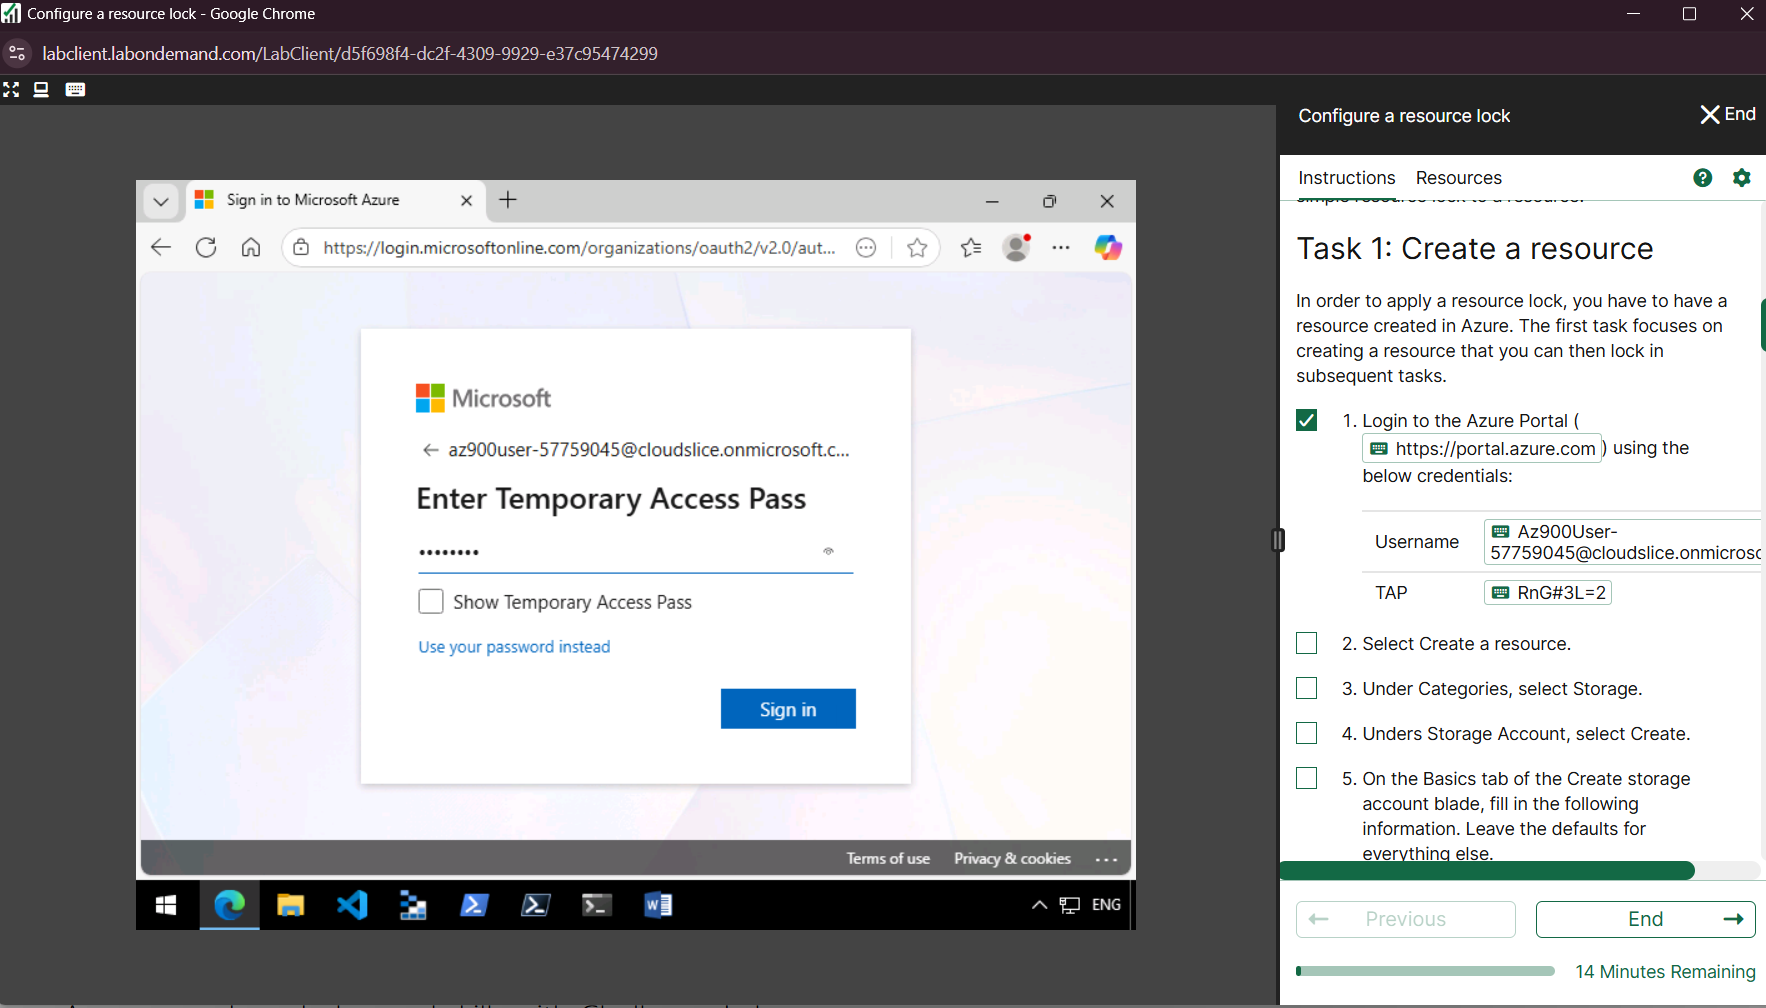 Configure a resource lock - Google Chrome
labclient.labondemand.com/LabClient/d5f698f4-dc2f-4309-9929-e37c95474299
Sign in to Microsoft Azure
https://login.microsoftonline.com/organizations/oauth2/v2.0/aut...
Microsoft
az900user-57759045@cloudslice.onmicrosoft.c...
Enter Temporary Access Pass
••••••••
Show Temporary Access Pass
Use your password instead
Sign in
Terms of use Privacy & cookies ...
ENG
Configure a resource lock
End
Instructions Resources
Task 1: Create a resource
In order to apply a resource lock, you have to have a
resource created in Azure. The first task focuses on
creating a resource that you can then lock in
subsequent tasks.
1. Login to the Azure Portal (
https://portal.azure.com ) using the
below credentials:
Username Az900User-
57759045@cloudslice.onmicrosc
TAP RnG#3L=2
2. Select Create a resource.
3. Under Categories, select Storage.
4. Unders Storage Account, select Create.
5. On the Basics tab of the Create storage
account blade, fill in the following
information. Leave the defaults for
everything else.
Previous
End
14 Minutes Remaining